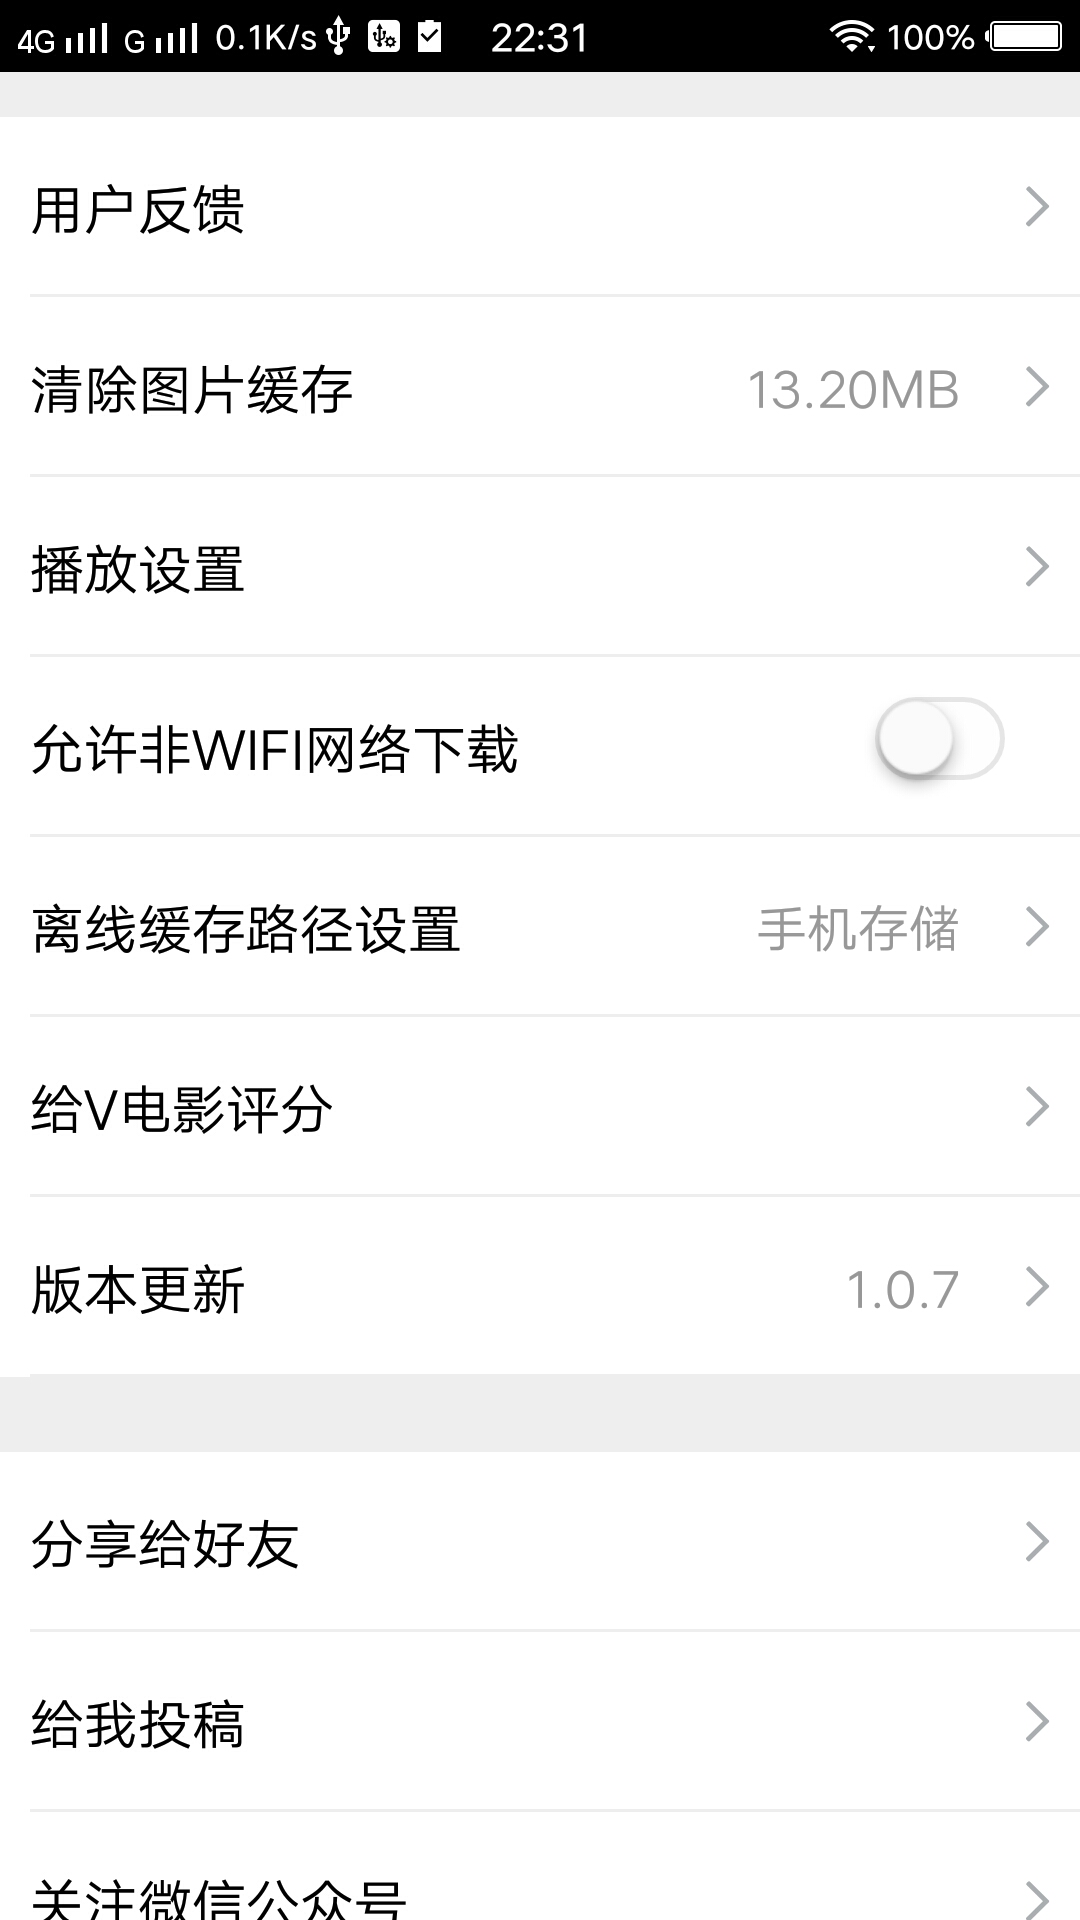 4G G 0.1K/s 22:31 100%
用户反馈
清除图片缓存 13.20MB
播放设置
允许非WIFI网络下载
离线缓存路径设置 手机存储
给V电影评分
版本更新 1.0.7
分享给好友
给我投稿
关注微信公众号